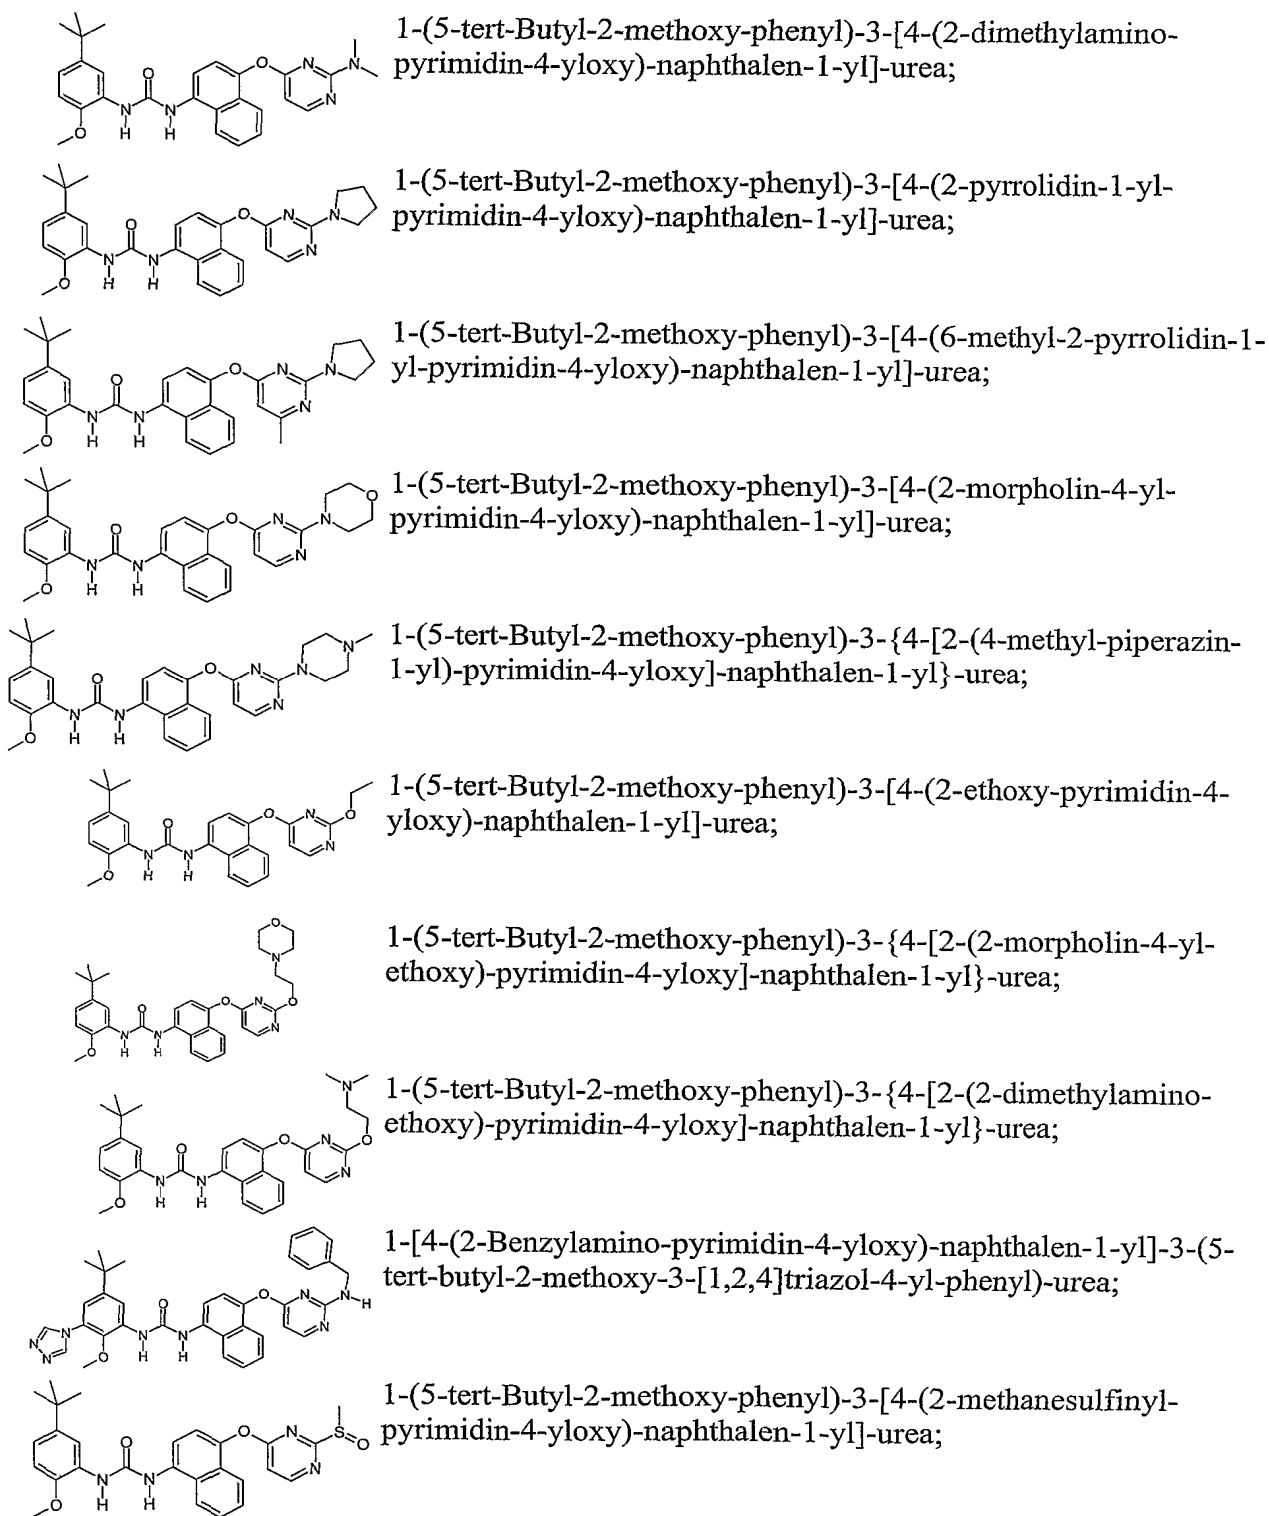 1-(5-tert-Butyl-2-methoxy-phenyl)-3-[4-(2-dimethylamino-
pyrimidin-4-yloxy)-naphthalen-1-yl]-urea;
1-(5-tert-Butyl-2-methoxy-phenyl)-3-[4-(2-pyrrolidin-1-yl-
pyrimidin-4-yloxy)-naphthalen-1-yl]-urea;
1-(5-tert-Butyl-2-methoxy-phenyl)-3-[4-(6-methyl-2-pyrrolidin-1-
yl-pyrimidin-4-yloxy)-naphthalen-1-yl]-urea;
1-(5-tert-Butyl-2-methoxy-phenyl)-3-[4-(2-morpholin-4-yl-
pyrimidin-4-yloxy)-naphthalen-1-yl]-urea;
1-(5-tert-Butyl-2-methoxy-phenyl)-3-{4-[2-(4-methyl-piperazin-
1-yl)-pyrimidin-4-yloxy]-naphthalen-1-yl}-urea;
1-(5-tert-Butyl-2-methoxy-phenyl)-3-[4-(2-ethoxy-pyrimidin-4-
yloxy)-naphthalen-1-yl]-urea;
1-(5-tert-Butyl-2-methoxy-phenyl)-3-{4-[2-(2-morpholin-4-yl-
ethoxy)-pyrimidin-4-yloxy]-naphthalen-1-yl}-urea;
1-(5-tert-Butyl-2-methoxy-phenyl)-3-{4-[2-(2-dimethylamino-
ethoxy)-pyrimidin-4-yloxy]-naphthalen-1-yl}-urea;
1-[4-(2-Benzylamino-pyrimidin-4-yloxy)-naphthalen-1-yl]-3-(5-
tert-butyl-2-methoxy-3-[1,2,4]triazol-4-yl-phenyl)-urea;
1-(5-tert-Butyl-2-methoxy-phenyl)-3-[4-(2-methanesulfinyl-
pyrimidin-4-yloxy)-naphthalen-1-yl]-urea;